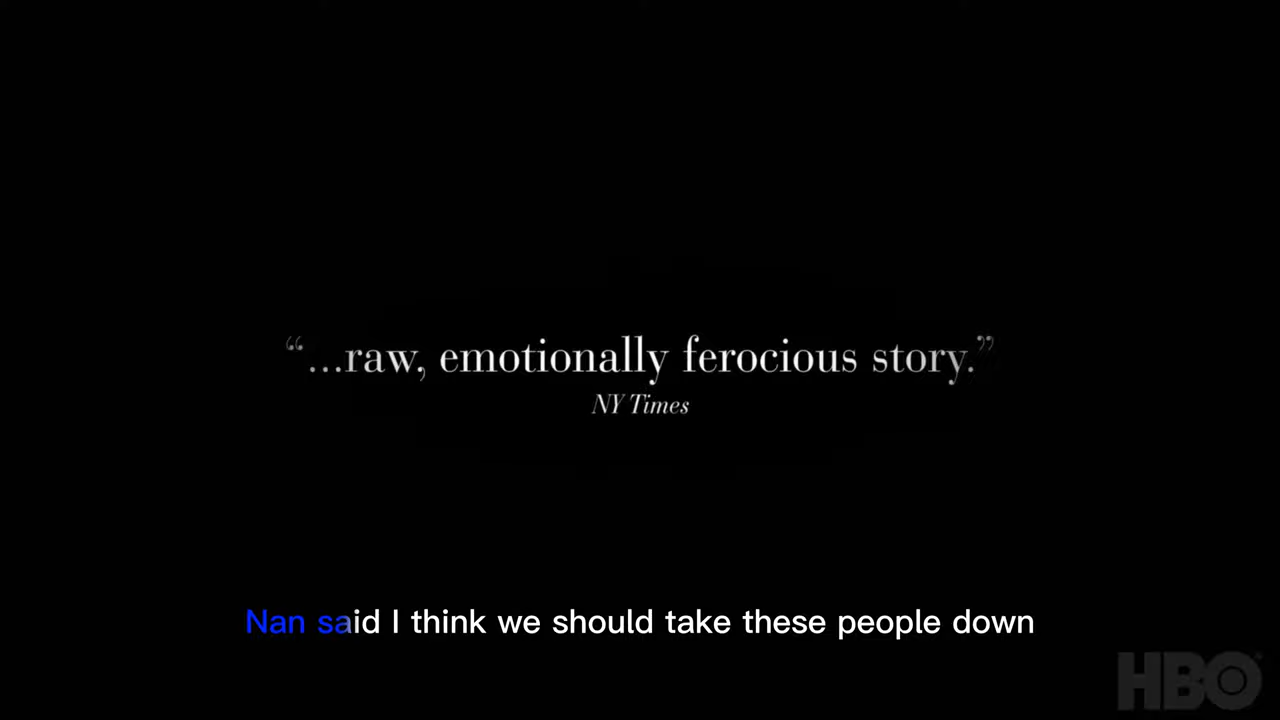 “...raw, emotionally ferocious story.”
NY Times
Nan said I think we should take these people down
HBO